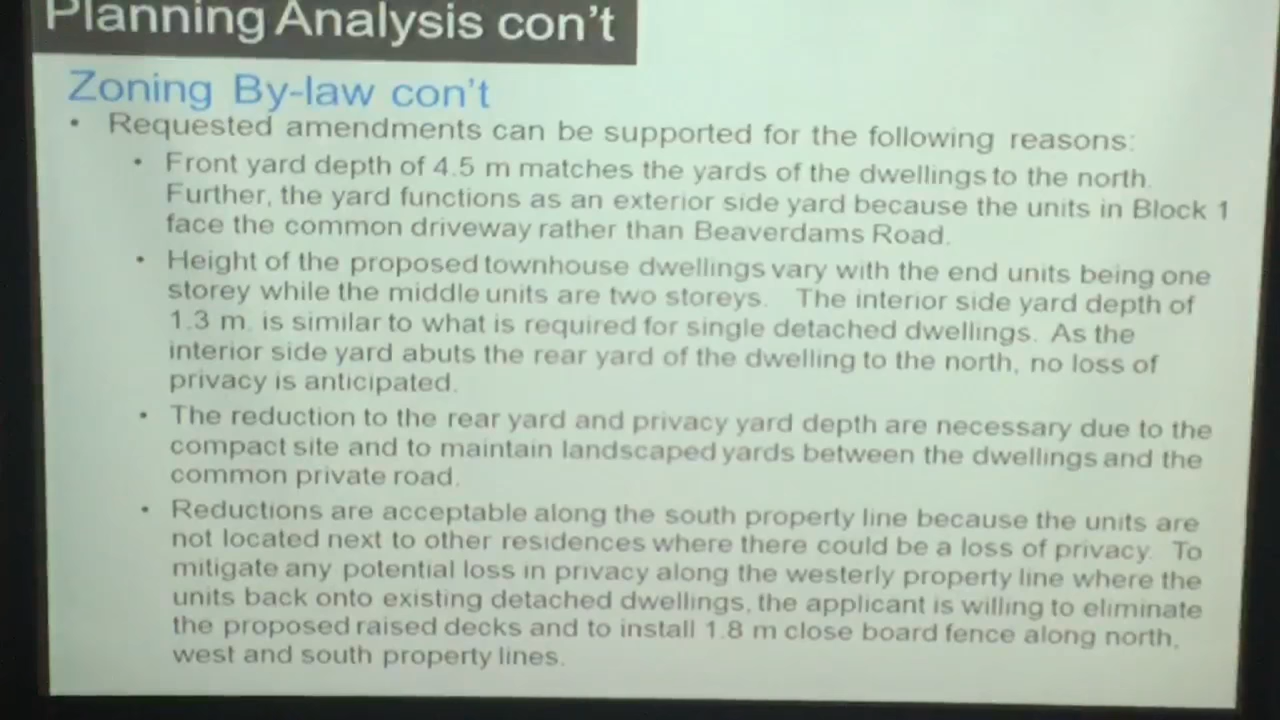 Planning Analysis con't
Zoning By-law con't
• Requested amendments can be supported for the following reasons:
• Front yard depth of 4.5 m matches the yards of the dwellings to the north.
Further, the yard functions as an exterior side yard because the units in Block 1
face the common driveway rather than Beaverdams Road.
• Height of the proposed townhouse dwellings vary with the end units being one
storey while the middle units are two storeys. The interior side yard depth of
1.3 m. is similar to what is required for single detached dwellings. As the
interior side yard abuts the rear yard of the dwelling to the north, no loss of
privacy is anticipated.
• The reduction to the rear yard and privacy yard depth are necessary due to the
compact site and to maintain landscaped yards between the dwellings and the
common private road.
• Reductions are acceptable along the south property line because the units are
not located next to other residences where there could be a loss of privacy. To
mitigate any potential loss in privacy along the westerly property line where the
units back onto existing detached dwellings, the applicant is willing to eliminate
the proposed raised decks and to install 1.8 m close board fence along north,
west and south property lines.